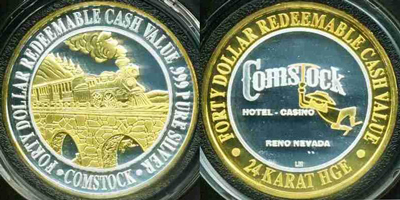 FORTY DOLLAR REDEEMABLE CASH VALUE .999 PURE SILVER
· COMSTOCK ·
FORTY DOLLAR REDEEMABLE CASH VALUE
Comstock
HOTEL - CASINO
RENO NEVADA
· 24 KARAT HGE ·